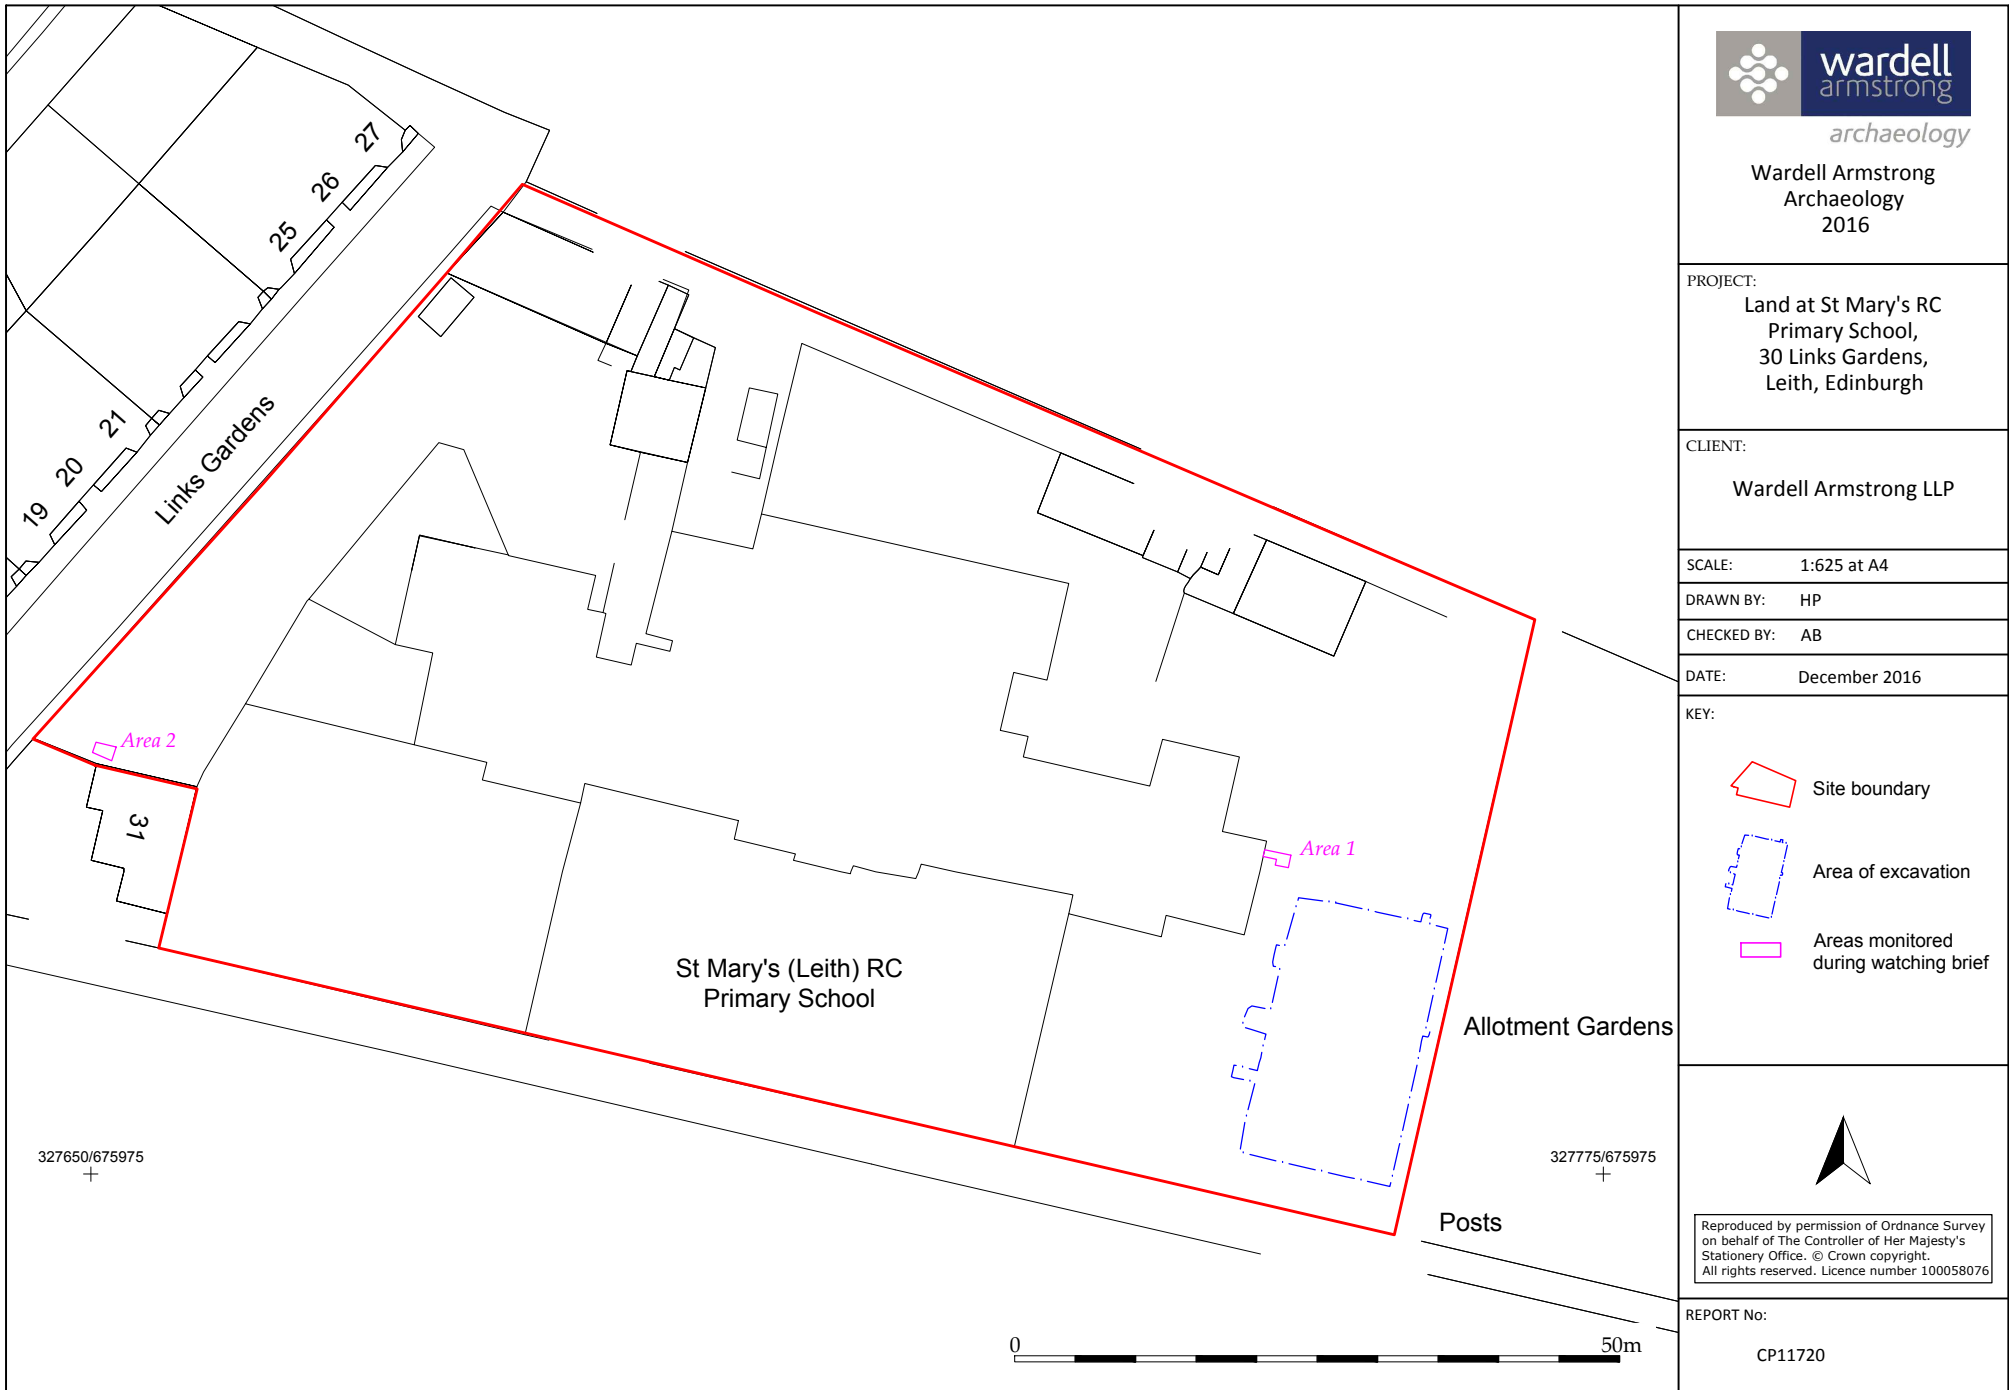 27
26
25
21
20
19
Links Gardens
Area 2
31
Area 1
St Mary's (Leith) RC
Primary School
Allotment Gardens
327650/675975
327775/675975
Posts
0
50m
wardell
armstrong
archaeology
Wardell Armstrong
Archaeology
2016
PROJECT:
Land at St Mary's RC
Primary School,
30 Links Gardens,
Leith, Edinburgh
CLIENT:
Wardell Armstrong LLP
SCALE: 1:625 at A4
DRAWN BY: HP
CHECKED BY: AB
DATE: December 2016
KEY:
Site boundary
Area of excavation
Areas monitored
during watching brief
Reproduced by permission of Ordnance Survey
on behalf of The Controller of Her Majesty's
Stationery Office. © Crown copyright.
All rights reserved. Licence number 100058076
REPORT No:
CP11720